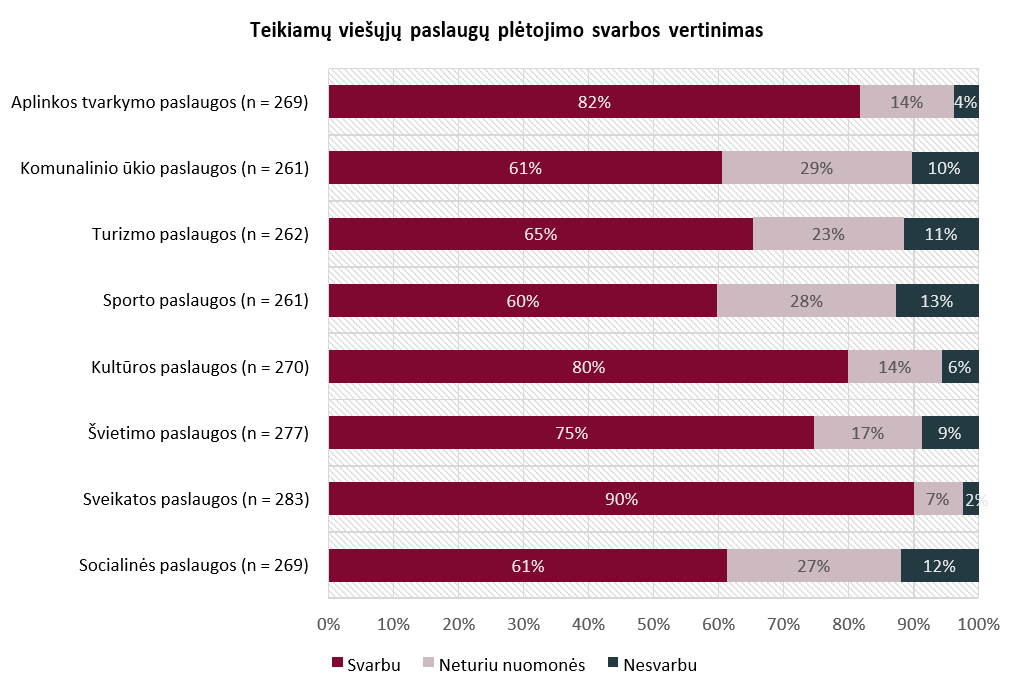 Teikiamų viešųjų paslaugų plėtojimo svarbos vertinimas
Aplinkos tvarkymo paslaugos (n = 269) 82% 14% 4%
Komunalinio ūkio paslaugos (n = 261) 61% 29% 10%
Turizmo paslaugos (n = 262) 65% 23% 11%
Sporto paslaugos (n = 261) 60% 28% 13%
Kultūros paslaugos (n = 270) 80% 14% 6%
Švietimo paslaugos (n = 277) 75% 17% 9%
Sveikatos paslaugos (n = 283) 90% 7% 2%
Socialinės paslaugos (n = 269) 61% 27% 12%
0% 10% 20% 30% 40% 50% 60% 70% 80% 90% 100%
Svarbu Neturiu nuomonės Nesvarbu